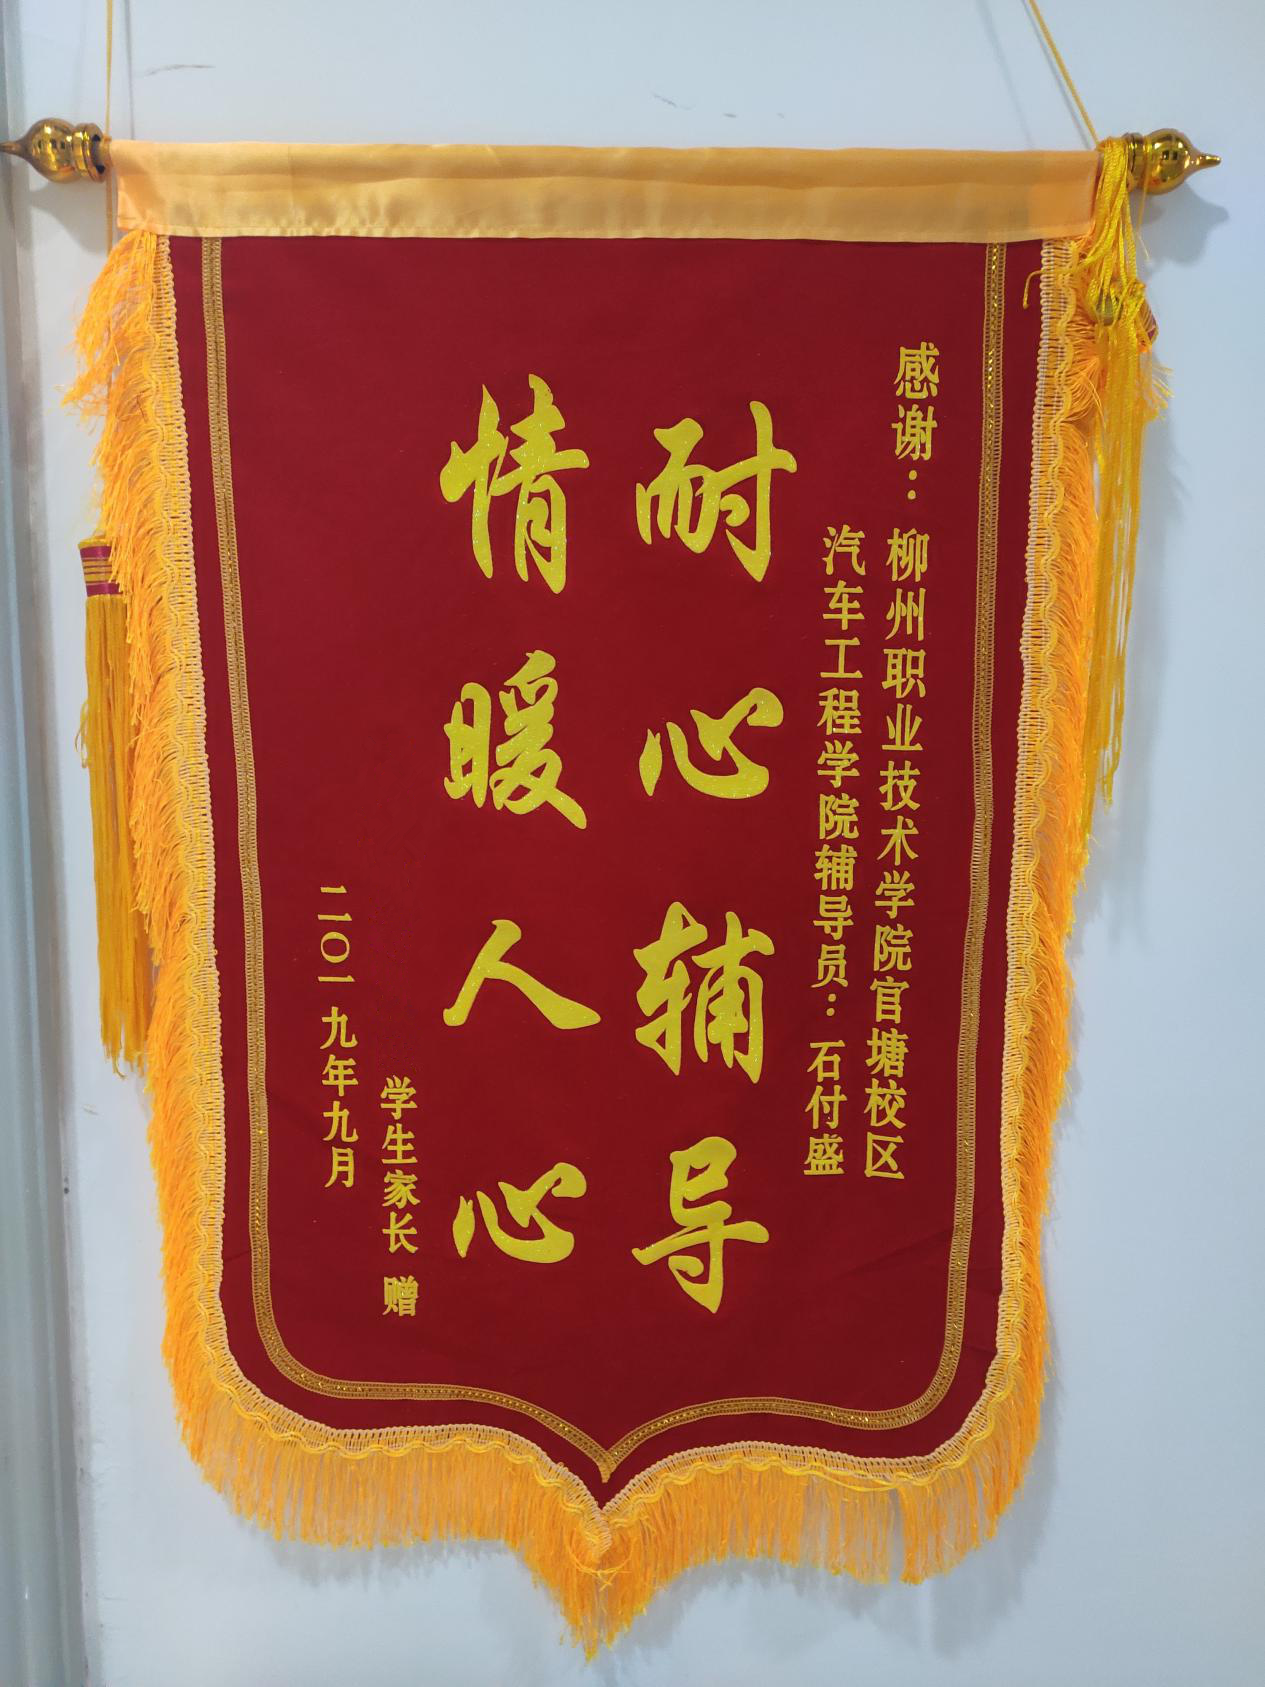 感谢：柳州职业技术学院官塘校区
汽车工程学院辅导员：石付盛
耐心辅导
情暖人心
学生家长 赠
二〇一九年九月